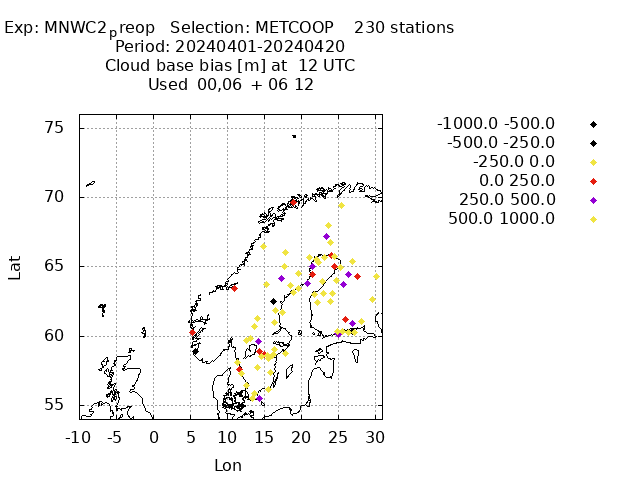 Exp: MNWC2preop Selection: METCOOP 230 stations
Period: 20240401-20240420
Cloud base bias [m] at 12 UTC
Used 00,06 + 06 12
-1000.0 -500.0
-500.0 -250.0
-250.0 0.0
0.0 250.0
250.0 500.0
500.0 1000.0
75
70
65
60
55
Lat
-10 -5 0 5 10 15 20 25 30
Lon